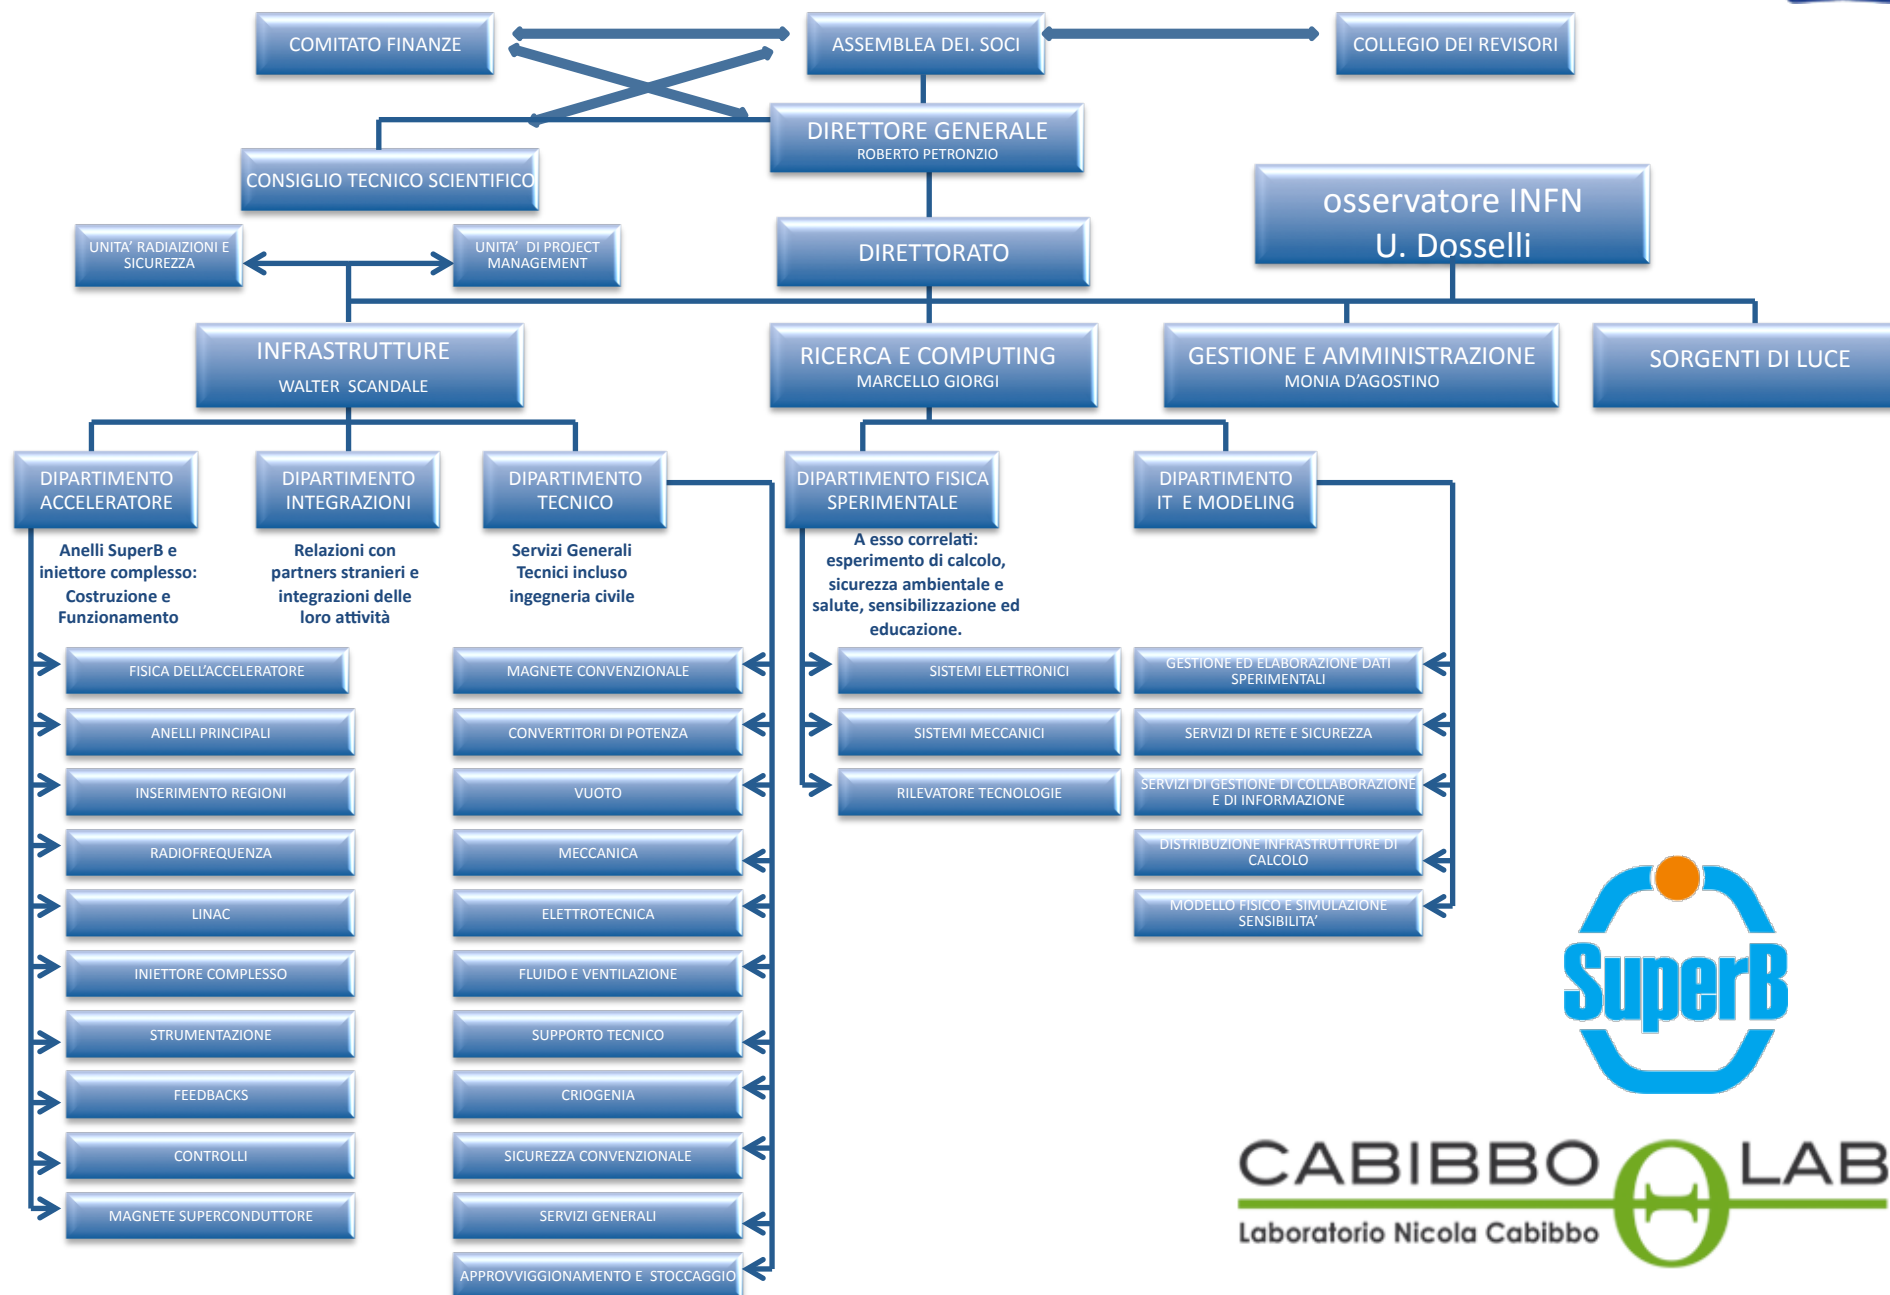 COMITATO FINANZE
ASSEMBLEA DEI. SOCI
COLLEGIO DEI REVISORI
DIRETTORE GENERALE
ROBERTO PETRONZIO
CONSIGLIO TECNICO SCIENTIFICO
osservatore INFN
U. Dosselli
UNITA' RADIAIZIONI E
SICUREZZA
UNITA' DI PROJECT
MANAGEMENT
DIRETTORATO
INFRASTRUTTURE
WALTER SCANDALE
RICERCA E COMPUTING
MARCELLO GIORGI
GESTIONE E AMMINISTRAZIONE
MONIA D'AGOSTINO
SORGENTI DI LUCE
DIPARTIMENTO
ACCELERATORE
DIPARTIMENTO
INTEGRAZIONI
DIPARTIMENTO
TECNICO
DIPARTIMENTO FISICA
SPERIMENTALE
DIPARTIMENTO
IT E MODELING
Anelli SuperB e
iniettore complesso:
Costruzione e
Funzionamento
Relazioni con
partners stranieri e
integrazioni delle
loro attività
Servizi Generali
Tecnici incluso
ingegneria civile
A esso correlati:
esperimento di calcolo,
sicurezza ambientale e
salute, sensibilizzazione ed
educazione.
FISICA DELL'ACCELERATORE
ANELLI PRINCIPALI
INSERIMENTO REGIONI
RADIOFREQUENZA
LINAC
INIETTORE COMPLESSO
STRUMENTAZIONE
FEEDBACKS
CONTROLLI
MAGNETE SUPERCONDUTTORE
MAGNETE CONVENZIONALE
CONVERTITORI DI POTENZA
VUOTO
MECCANICA
ELETTROTECNICA
FLUIDO E VENTILAZIONE
SUPPORTO TECNICO
CRIOGENIA
SICUREZZA CONVENZIONALE
SERVIZI GENERALI
APPROVVIGGIONAMENTO E STOCCAGGIO
SISTEMI ELETTRONICI
SISTEMI MECCANICI
RILEVATORE TECNOLOGIE
GESTIONE ED ELABORAZIONE DATI
SPERIMENTALI
SERVIZI DI RETE E SICUREZZA
SERVIZI DI GESTIONE DI COLLABORAZIONE
E DI INFORMAZIONE
DISTRIBUZIONE INFRASTRUTTURE DI
CALCOLO
MODELLO FISICO E SIMULAZIONE
SENSIBILITA'
SuperB
CABIBBO LAB
Laboratorio Nicola Cabibbo